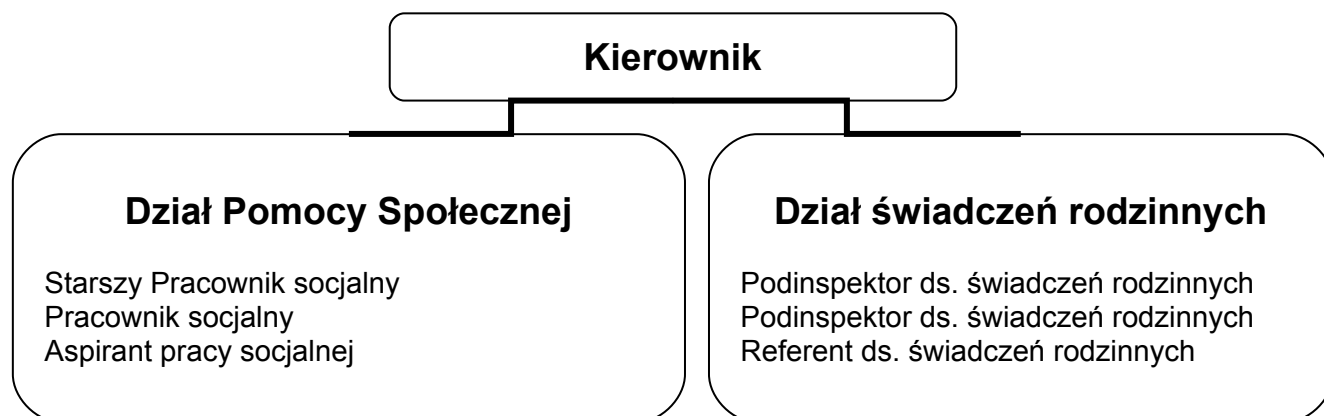 Kierownik
Dział Pomocy Społecznej
Starszy Pracownik socjalny
Pracownik socjalny
Aspirant pracy socjalnej
Dział świadczeń rodzinnych
Podinspektor ds. świadczeń rodzinnych
Podinspektor ds. świadczeń rodzinnych
Referent ds. świadczeń rodzinnych